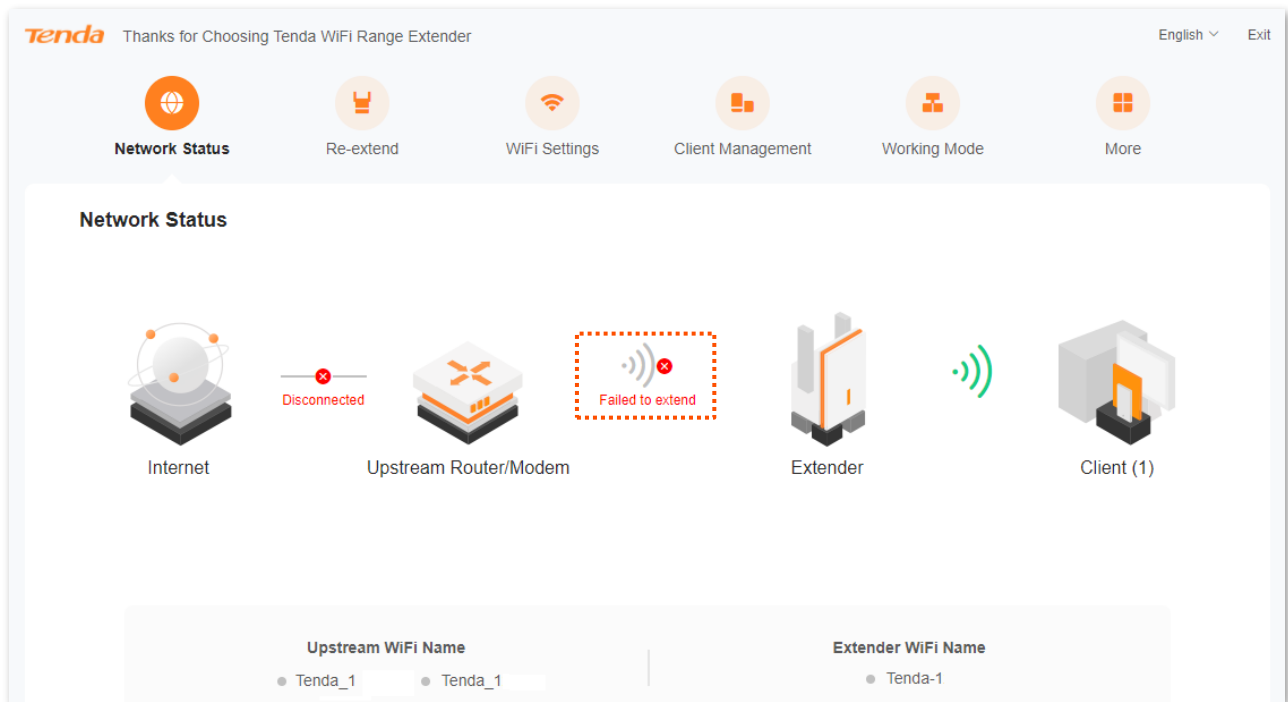 Tenda Thanks for Choosing Tenda WiFi Range Extender English Exit
Network Status Re-extend WiFi Settings Client Management Working Mode More
Network Status
Disconnected Failed to extend
Internet Upstream Router/Modem Extender Client (1)
Upstream WiFi Name Extender WiFi Name
Tenda_1 Tenda_1 Tenda-1